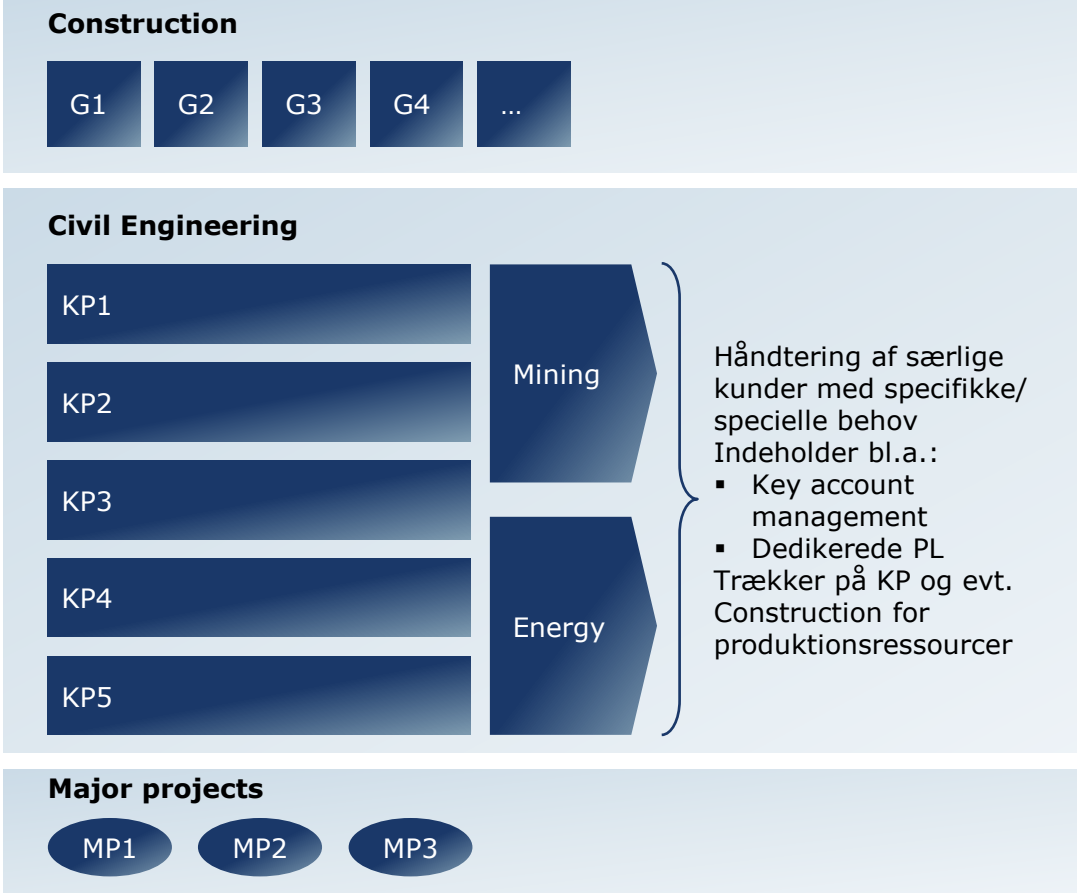 Construction
G1 G2 G3 G4 ...
Civil Engineering
KP1
KP2
KP3
KP4
KP5
Mining
Energy
Håndtering af særlige
kunder med specifikke/
specielle behov
Indeholder bl.a.:
▪ Key account
management
▪ Dedikerede PL
Trækker på KP og evt.
Construction for
produktionsressourcer
Major projects
MP1 MP2 MP3